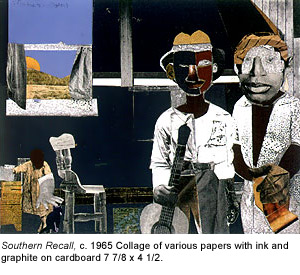 Southern Recall, c. 1965 Collage of various papers with ink and
graphite on cardboard 7 7/8 x 4 1/2.